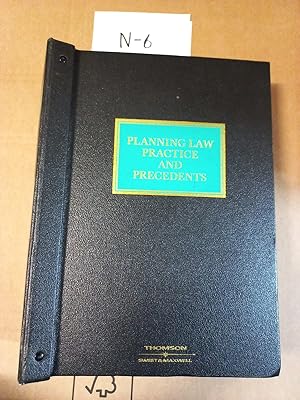 N-6
PLANNING LAW
PRACTICE
AND
PRECEDENTS
THOMSON
SWEET & MAXWELL